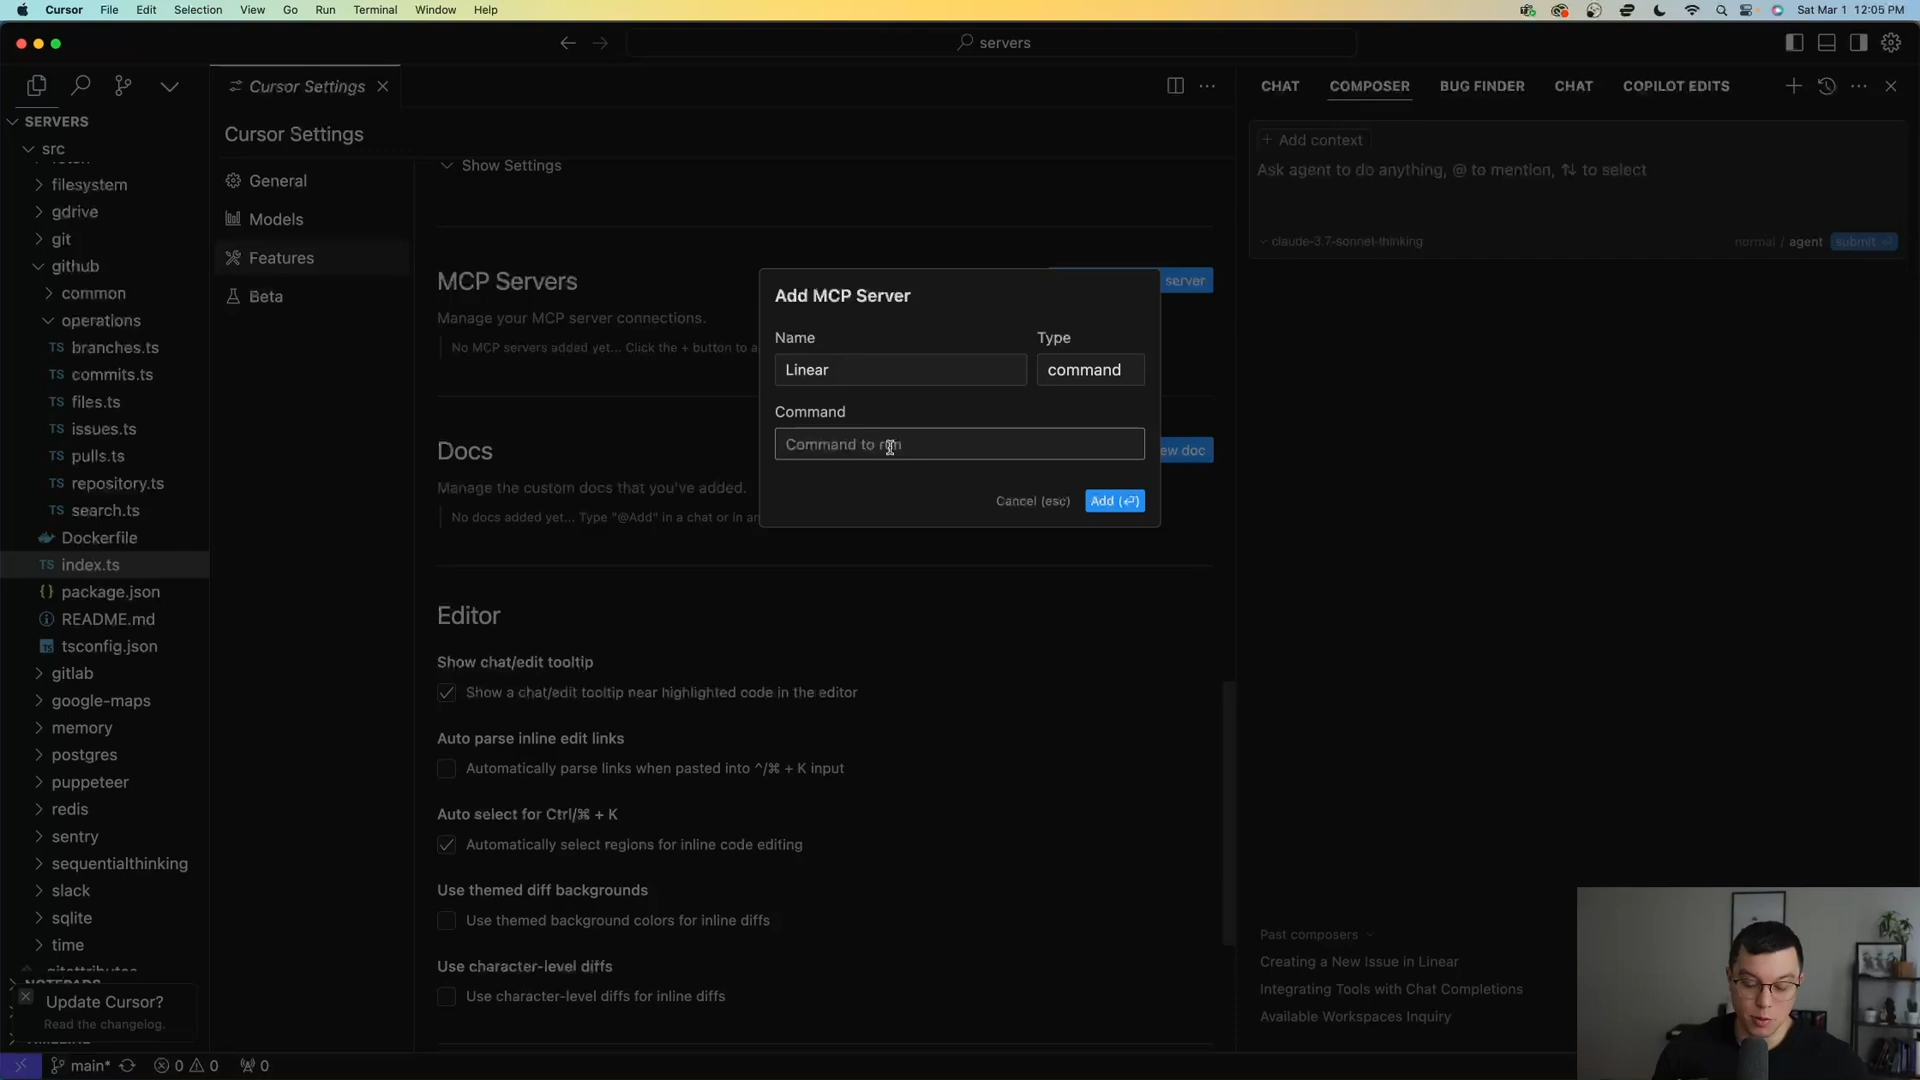 Cursor File Edit Selection View Go Run Terminal Window Help
Sat Mar 1 12:05 PM
servers
Cursor Settings
CHAT COMPOSER BUG FINDER CHAT COPILOT EDITS
SERVERS
src
filesystem
gdrive
git
github
common
operations
TS branches.ts
TS commits.ts
TS files.ts
TS issues.ts
TS pulls.ts
TS repository.ts
TS search.ts
Dockerfile
TS index.ts
{} package.json
README.md
tsconfig.json
gitlab
google-maps
memory
postgres
puppeteer
redis
sentry
sequentialthinking
slack
sqlite
time
.gitattributes
NOTEPADS
Update Cursor?
Read the changelog.
TIMELINE
main* 0 0 0
Cursor Settings
General
Models
Features
Beta
Show Settings
MCP Servers
server
Manage your MCP server connections.
No MCP servers added yet... Click the + button to a
Docs
ew doc
Manage the custom docs that you've added.
No docs added yet... Type "@Add" in a chat or in a
Add MCP Server
Name Type
Linear command
Command
Command to run
Cancel (esc) Add (⏎)
Editor
Show chat/edit tooltip
Show a chat/edit tooltip near highlighted code in the editor
Auto parse inline edit links
Automatically parse links when pasted into ^/⌘ + K input
Auto select for Ctrl/⌘ + K
Automatically select regions for inline code editing
Use themed diff backgrounds
Use themed background colors for inline diffs
Use character-level diffs
Use character-level diffs for inline diffs
+ Add context
Ask agent to do anything, @ to mention, ⇅ to select
claude-3.7-sonnet-thinking
normal / agent submit ⏎
Past composers
Creating a New Issue in Linear
Integrating Tools with Chat Completions
Available Workspaces Inquiry